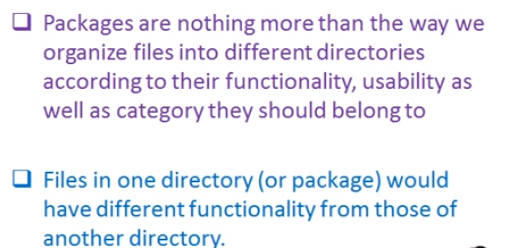 ❑ Packages are nothing more than the way we
organize files into different directories
according to their functionality, usability as
well as category they should belong to
❑ Files in one directory (or package) would
have different functionality from those of
another directory.